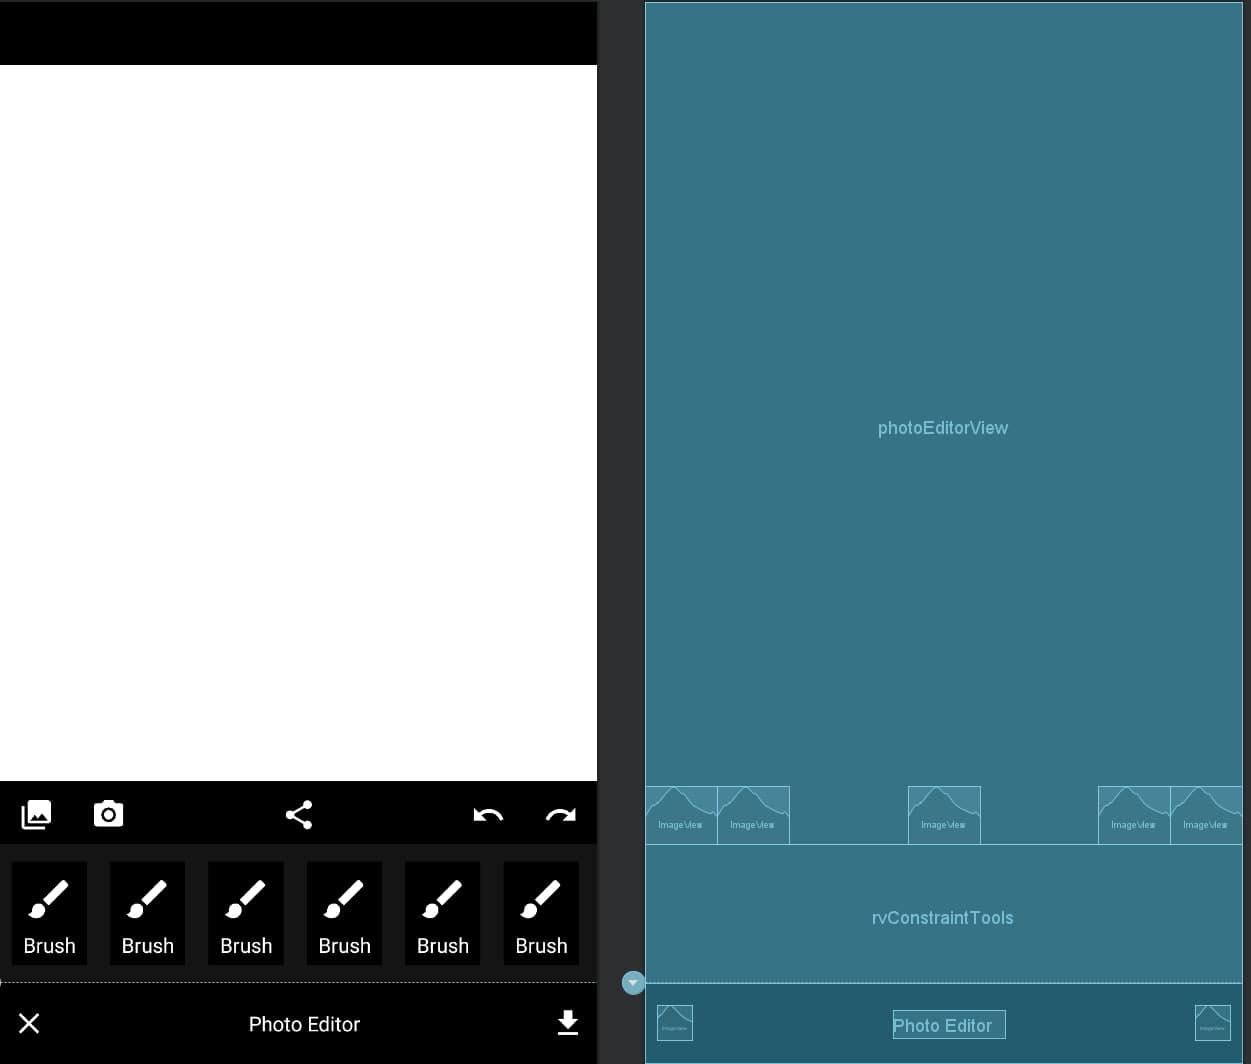 photoEditorView
ImageView ImageView ImageView ImageView ImageView
Brush Brush Brush Brush Brush Brush
rvConstraintTools
Photo Editor
ImageView Photo Editor ImageView